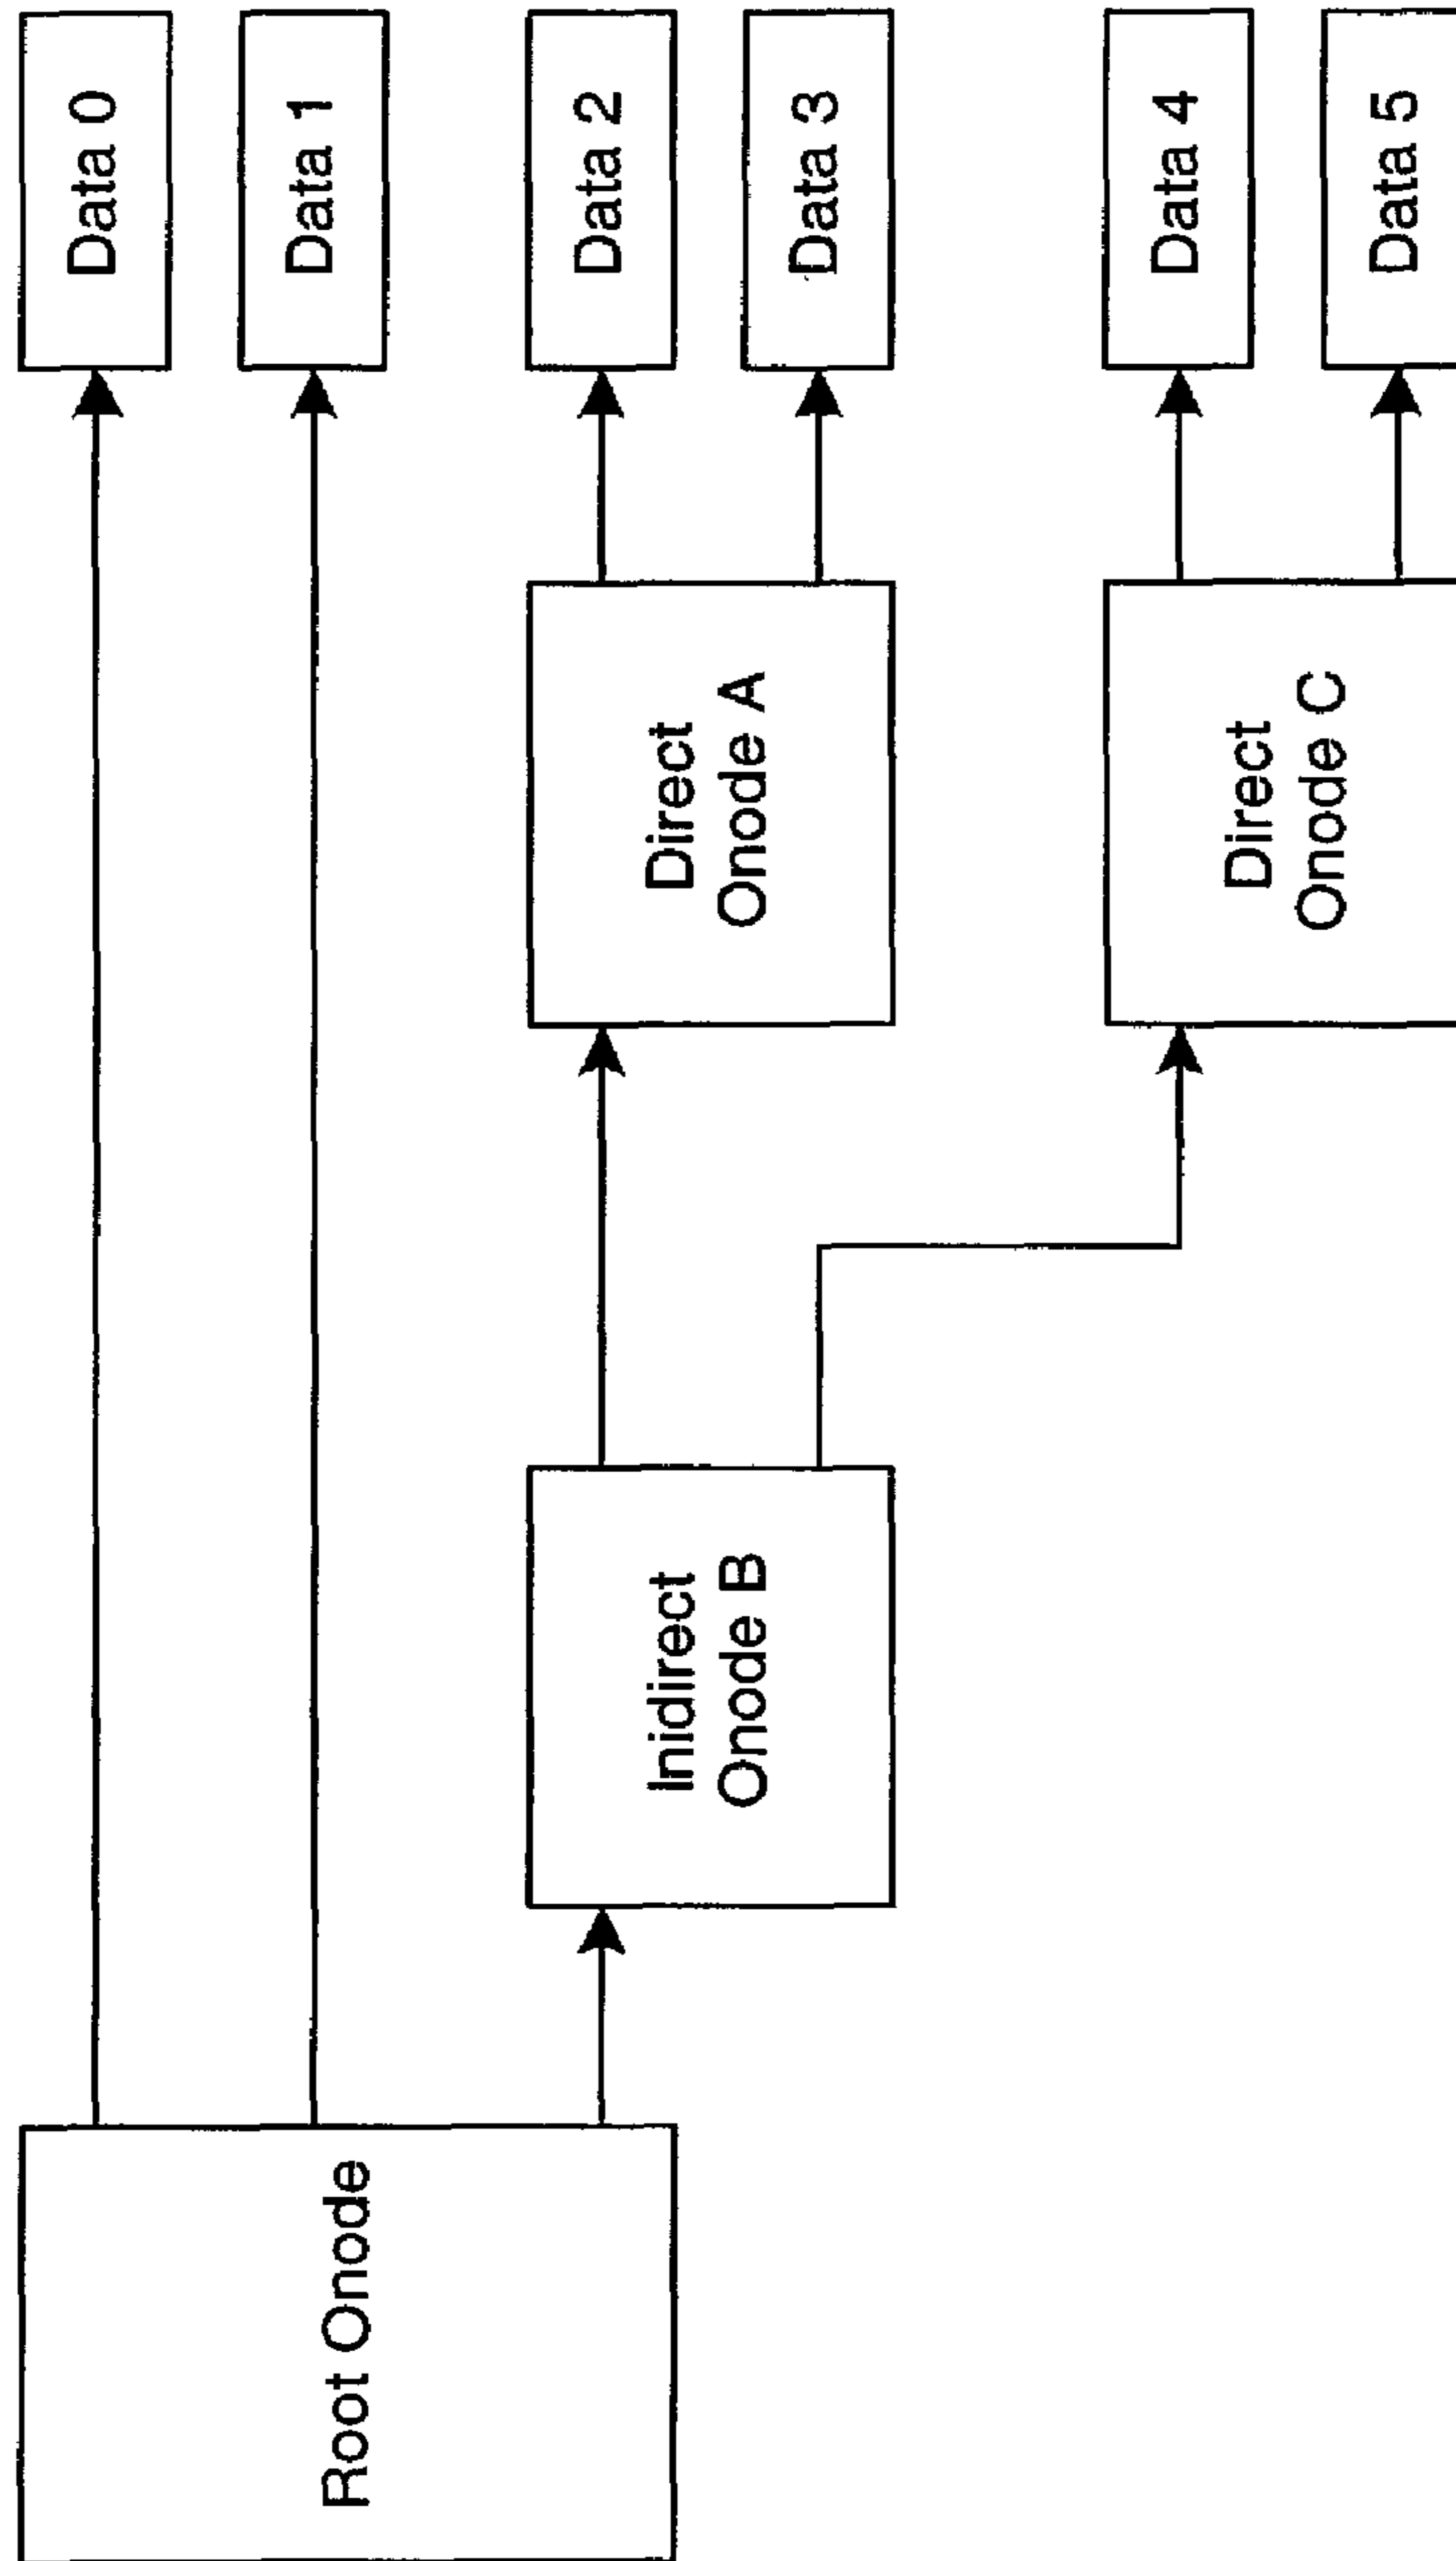 Data 0
Data 1
Data 2
Data 3
Data 4
Data 5
Direct
Onode A
Direct
Onode C
Inidirect
Onode B
Root Onode